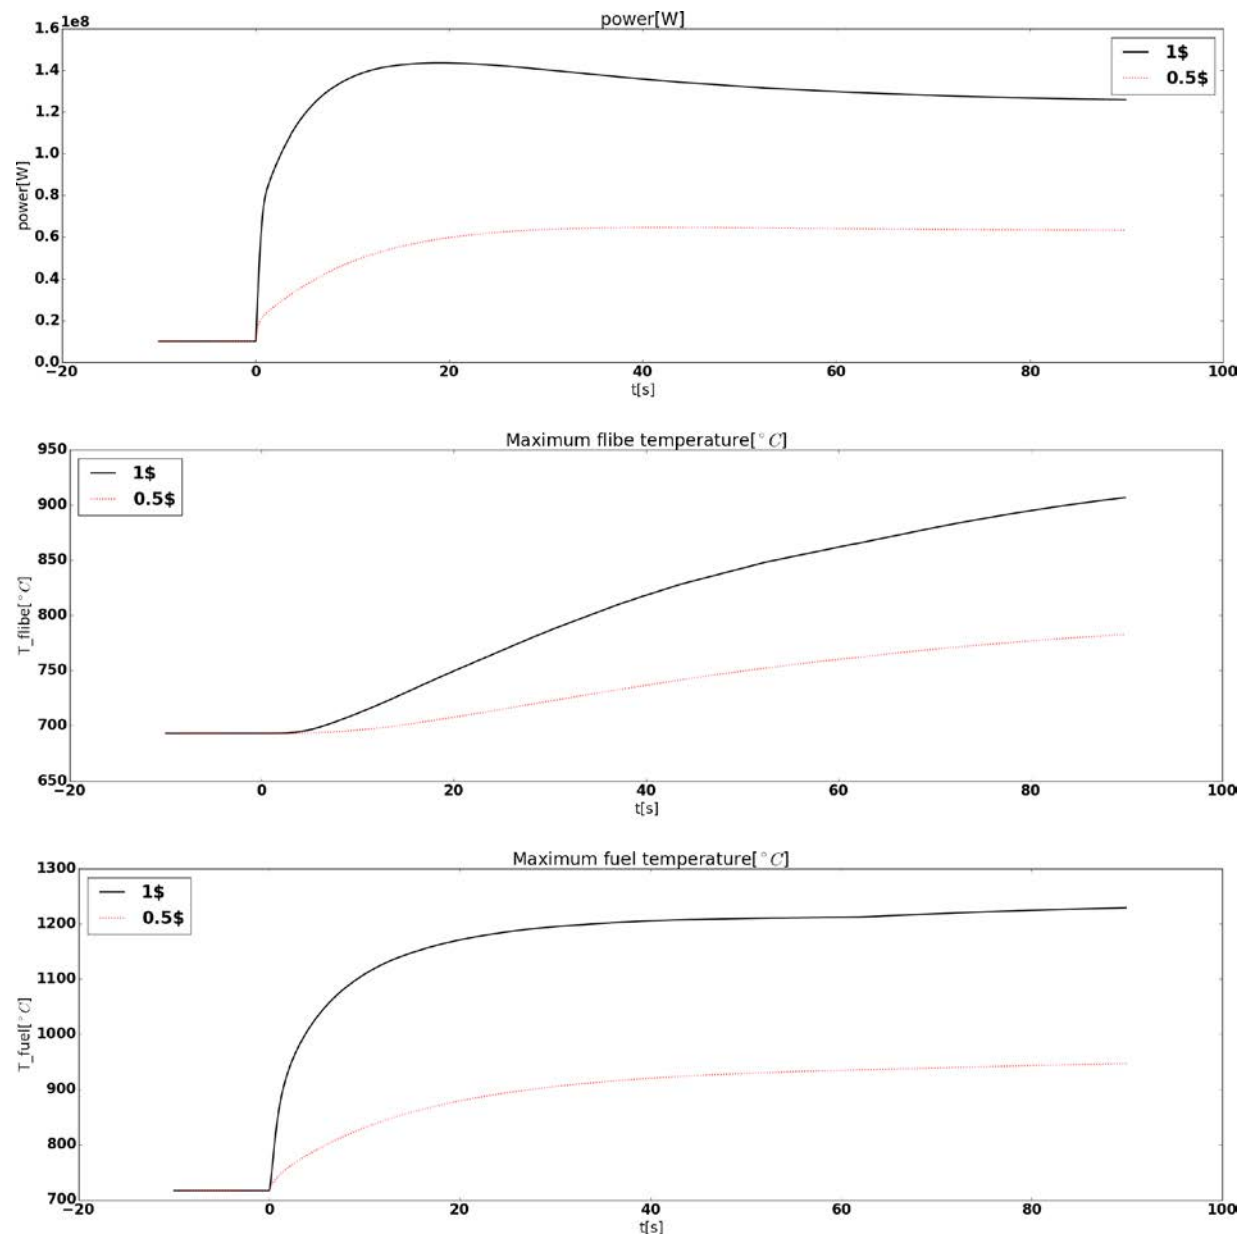 power[W]
1.6 1e8
1.4
1.2
1.0
0.8
0.6
0.4
0.2
0.0
power[W]
1$
0.5$
−20 0 20 40 60 80 100
t[s]
Maximum flibe temperature[°C]
950
900
850
800
750
700
650
T_flibe[°C]
1$
0.5$
−20 0 20 40 60 80 100
t[s]
Maximum fuel temperature[°C]
1300
1200
1100
1000
900
800
700
T_fuel[°C]
1$
0.5$
−20 0 20 40 60 80 100
t[s]